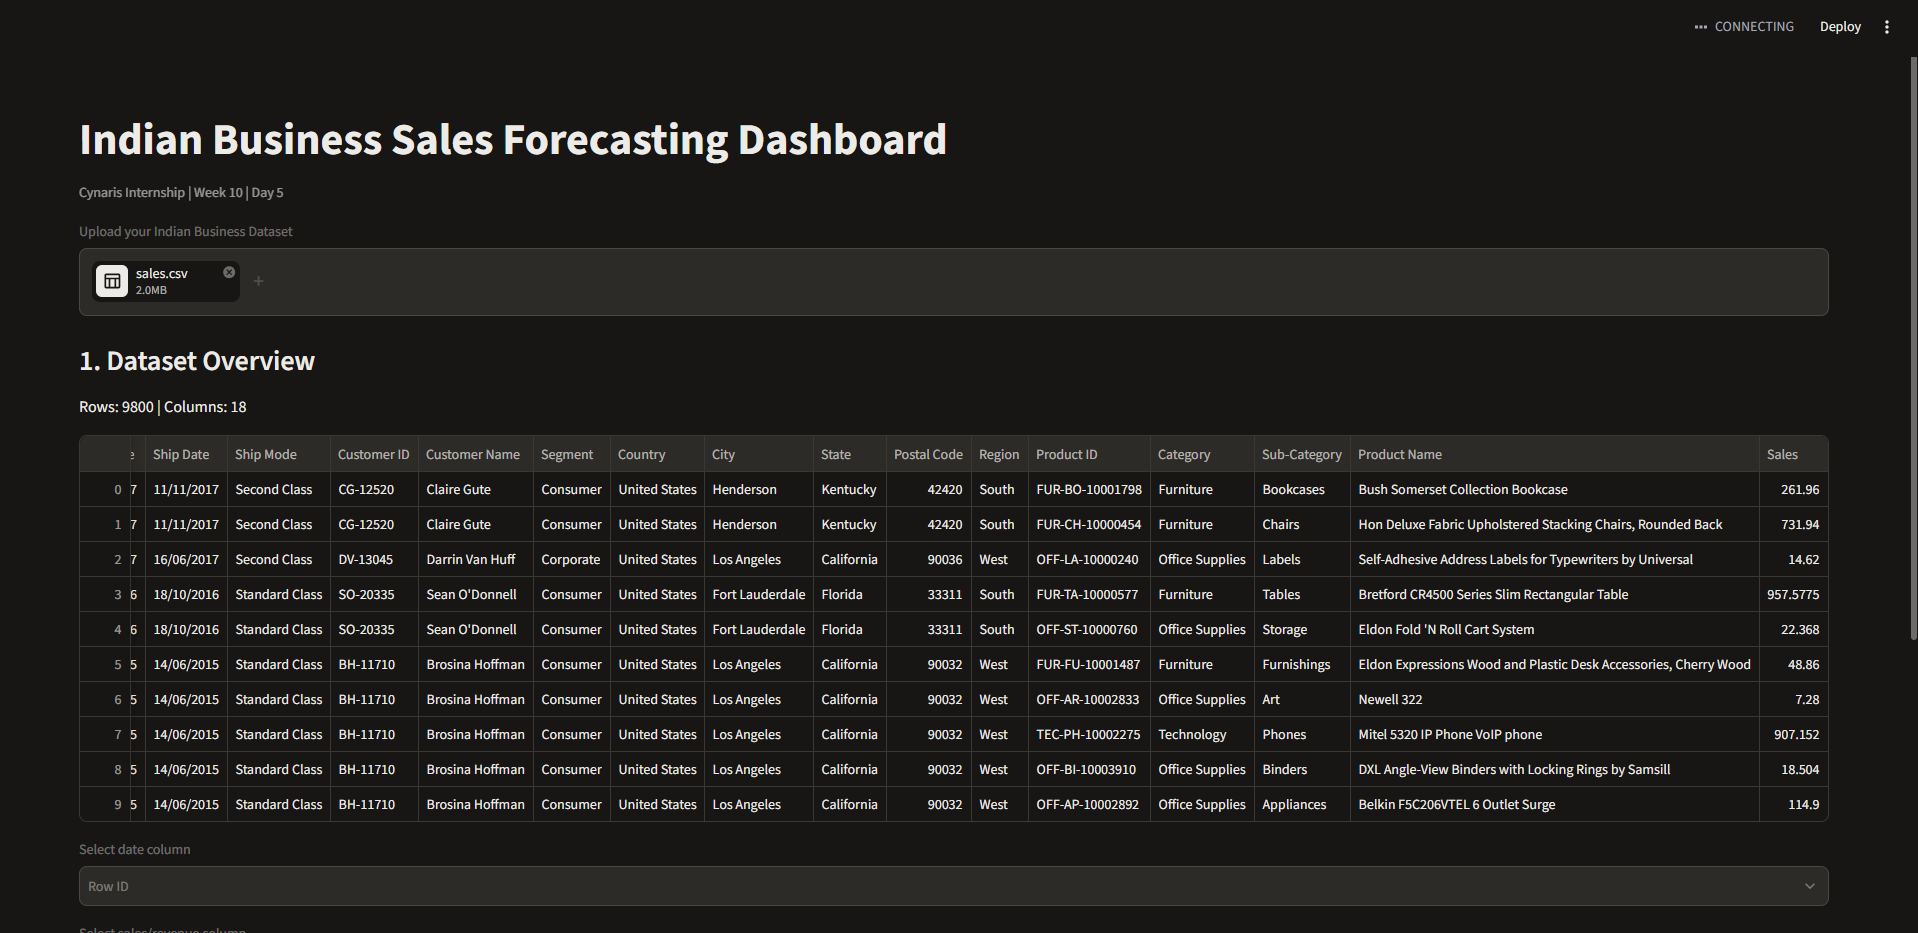 CONNECTING Deploy
Indian Business Sales Forecasting Dashboard
Cynaris Internship | Week 10 | Day 5
Upload your Indian Business Dataset
sales.csv
2.0MB
1. Dataset Overview
Rows: 9800 | Columns: 18
e Ship Date Ship Mode Customer ID Customer Name Segment Country City State Postal Code Region Product ID Category Sub-Category Product Name Sales
0 7 11/11/2017 Second Class CG-12520 Claire Gute Consumer United States Henderson Kentucky 42420 South FUR-BO-10001798 Furniture Bookcases Bush Somerset Collection Bookcase 261.96
1 7 11/11/2017 Second Class CG-12520 Claire Gute Consumer United States Henderson Kentucky 42420 South FUR-CH-10000454 Furniture Chairs Hon Deluxe Fabric Upholstered Stacking Chairs, Rounded Back 731.94
2 7 16/06/2017 Second Class DV-13045 Darrin Van Huff Corporate United States Los Angeles California 90036 West OFF-LA-10000240 Office Supplies Labels Self-Adhesive Address Labels for Typewriters by Universal 14.62
3 6 18/10/2016 Standard Class SO-20335 Sean O'Donnell Consumer United States Fort Lauderdale Florida 33311 South FUR-TA-10000577 Furniture Tables Bretford CR4500 Series Slim Rectangular Table 957.5775
4 6 18/10/2016 Standard Class SO-20335 Sean O'Donnell Consumer United States Fort Lauderdale Florida 33311 South OFF-ST-10000760 Office Supplies Storage Eldon Fold 'N Roll Cart System 22.368
5 5 14/06/2015 Standard Class BH-11710 Brosina Hoffman Consumer United States Los Angeles California 90032 West FUR-FU-10001487 Furniture Furnishings Eldon Expressions Wood and Plastic Desk Accessories, Cherry Wood 48.86
6 5 14/06/2015 Standard Class BH-11710 Brosina Hoffman Consumer United States Los Angeles California 90032 West OFF-AR-10002833 Office Supplies Art Newell 322 7.28
7 5 14/06/2015 Standard Class BH-11710 Brosina Hoffman Consumer United States Los Angeles California 90032 West TEC-PH-10002275 Technology Phones Mitel 5320 IP Phone VoIP phone 907.152
8 5 14/06/2015 Standard Class BH-11710 Brosina Hoffman Consumer United States Los Angeles California 90032 West OFF-BI-10003910 Office Supplies Binders DXL Angle-View Binders with Locking Rings by Samsill 18.504
9 5 14/06/2015 Standard Class BH-11710 Brosina Hoffman Consumer United States Los Angeles California 90032 West OFF-AP-10002892 Office Supplies Appliances Belkin F5C206VTEL 6 Outlet Surge 114.9
Select date column
Row ID
Select sales/revenue column